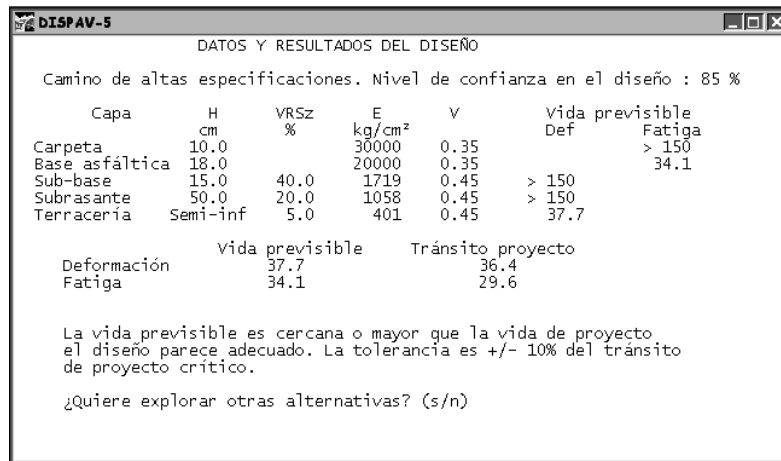 DISPAV-5
DATOS Y RESULTADOS DEL DISEÑO
Camino de altas especificaciones. Nivel de confianza en el diseño : 85 %
Capa H VRSz E V Vida previsible
cm % kg/cm² Def Fatiga
Carpeta 10.0 30000 0.35 > 150
Base asfáltica 18.0 20000 0.35 34.1
Sub-base 15.0 40.0 1719 0.45 > 150
Subrasante 50.0 20.0 1058 0.45 > 150
Terracería Semi-inf 5.0 401 0.45 37.7
Vida previsible Tránsito proyecto
Deformación 37.7 36.4
Fatiga 34.1 29.6
La vida previsible es cercana o mayor que la vida de proyecto
el diseño parece adecuado. La tolerancia es +/- 10% del tránsito
de proyecto crítico.
¿Quiere explorar otras alternativas? (s/n)